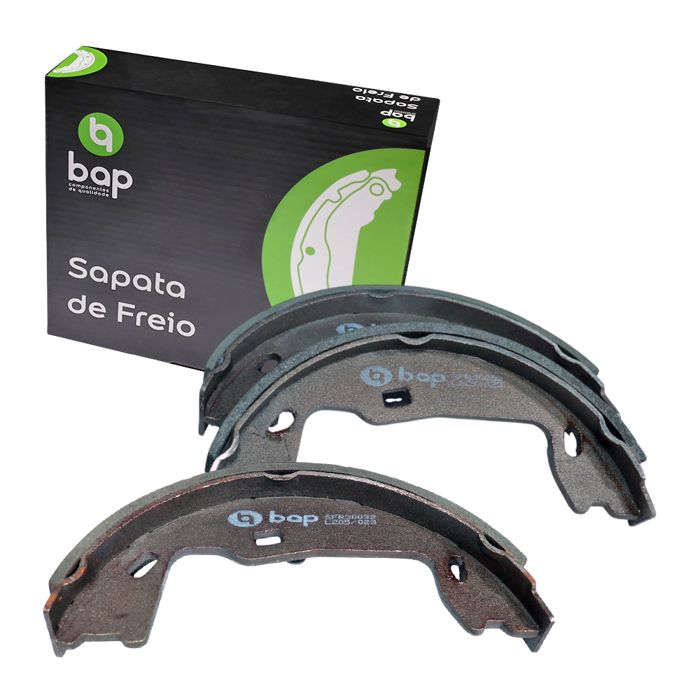 Sapata
de Freio
bap
bap
componentes
de qualidade
Sapata
de Freio
bap
bap
SFR30032
L205/023